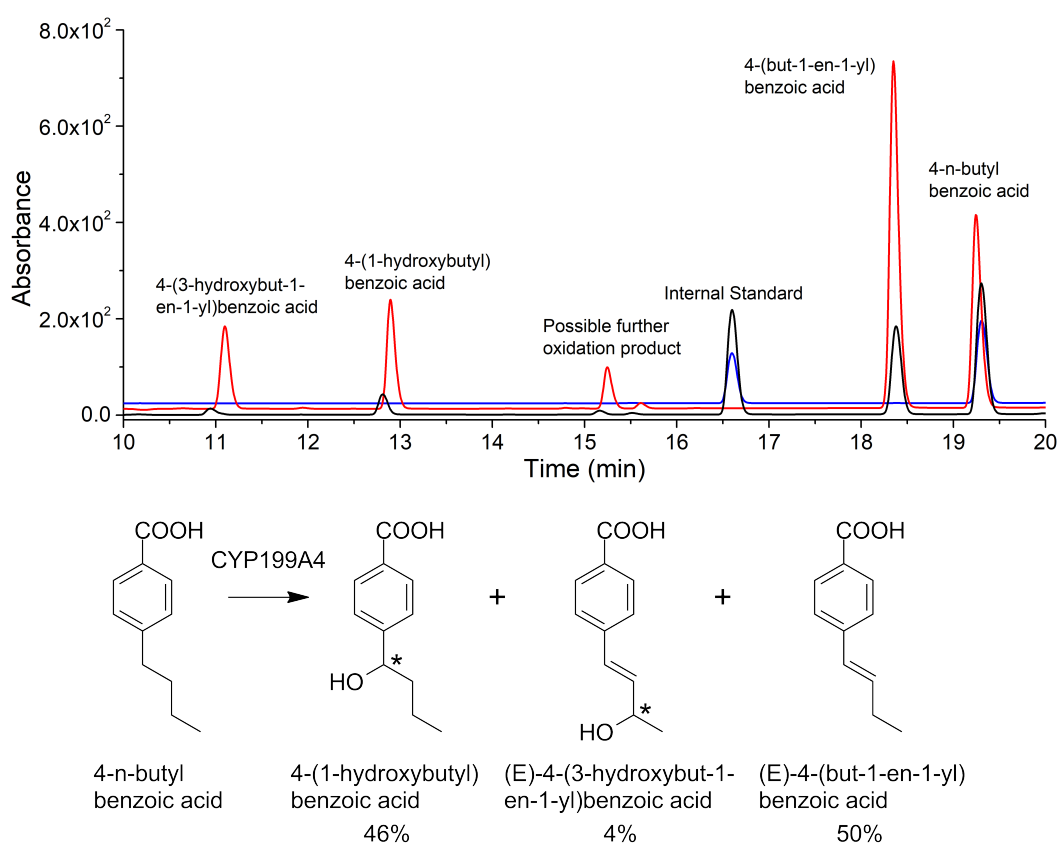 8.0x10²
6.0x10²
4.0x10²
2.0x10²
0.0
Absorbance
4-(3-hydroxybut-1-
en-1-yl)benzoic acid
4-(1-hydroxybutyl)
benzoic acid
Possible further
oxidation product
Internal Standard
4-(but-1-en-1-yl)
benzoic acid
4-n-butyl
benzoic acid
10 11 12 13 14 15 16 17 18 19 20
Time (min)
COOH
CYP199A4
COOH
HO
*
+
COOH
HO
*
+
COOH
4-n-butyl
benzoic acid
4-(1-hydroxybutyl)
benzoic acid
46%
(E)-4-(3-hydroxybut-1-
en-1-yl)benzoic acid
4%
(E)-4-(but-1-en-1-yl)
benzoic acid
50%